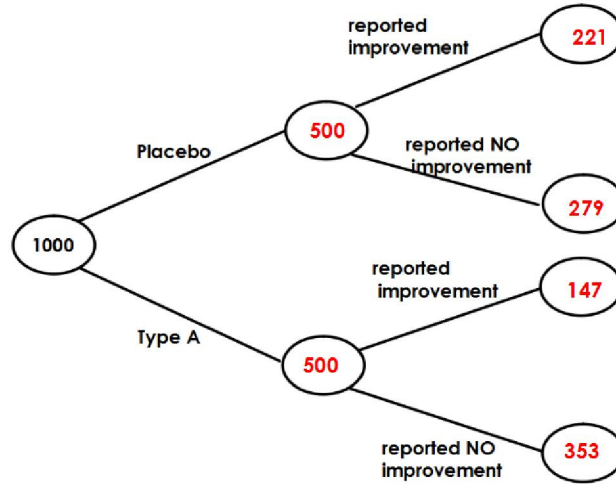 reported
improvement
221
Placebo
500
reported NO
improvement
279
1000
reported
improvement
147
Type A
500
reported NO
improvement
353